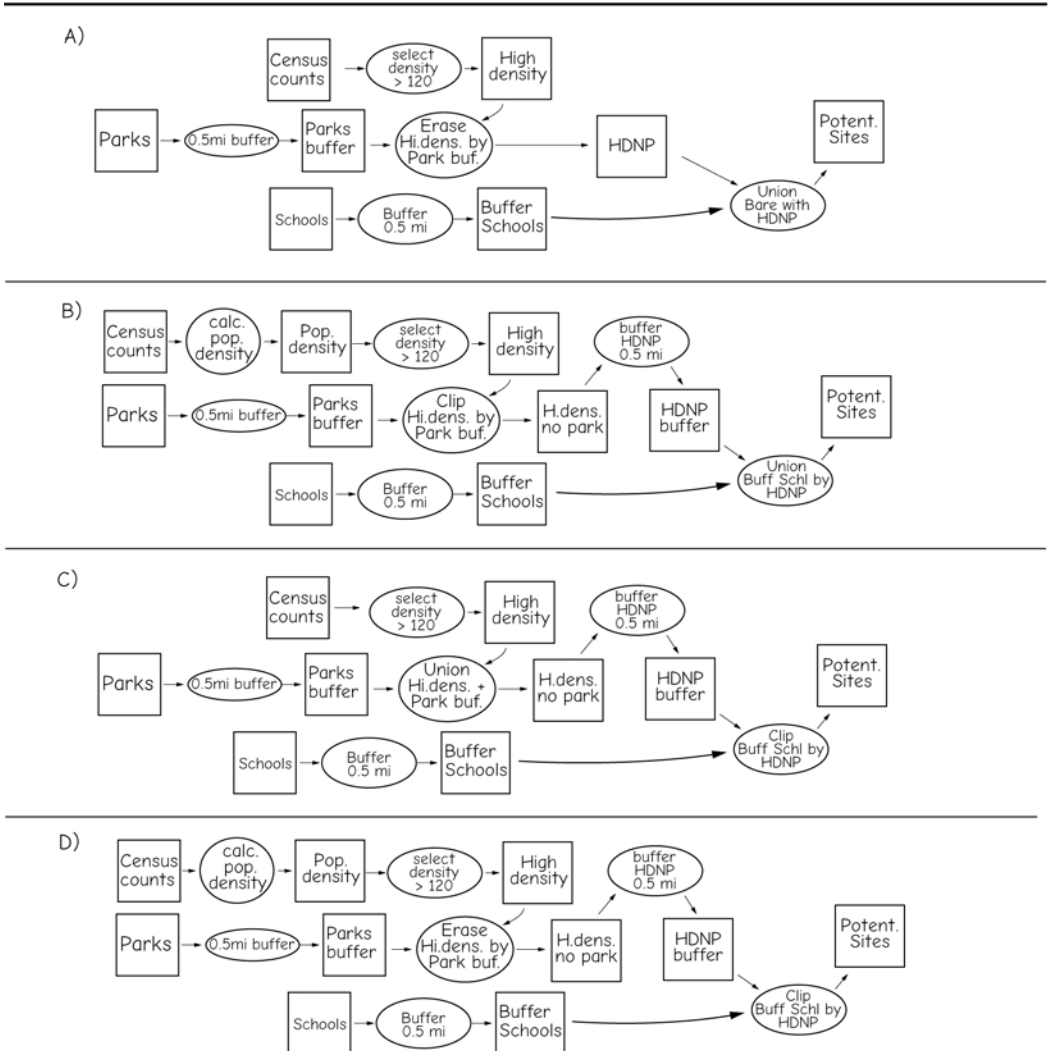 A)
Census
counts
select
density
> 120
High
density
Parks
0.5mi buffer
Parks
buffer
Erase
Hi.dens. by
Park buf.
HDNP
Potent.
Sites
Schools
Buffer
0.5 mi
Buffer
Schools
Union
Bare with
HDNP
B)
Census
counts
calc.
pop.
density
Pop.
density
select
density
> 120
High
density
buffer
HDNP
0.5 mi
Parks
0.5mi buffer
Parks
buffer
Clip
Hi.dens. by
Park buf.
H.dens.
no park
HDNP
buffer
Potent.
Sites
Schools
Buffer
0.5 mi
Buffer
Schools
Union
Buff Schl by
HDNP
C)
Census
counts
select
density
> 120
High
density
buffer
HDNP
0.5 mi
Parks
0.5mi buffer
Parks
buffer
Union
Hi.dens. +
Park buf.
H.dens.
no park
HDNP
buffer
Potent.
Sites
Schools
Buffer
0.5 mi
Buffer
Schools
Clip
Buff Schl by
HDNP
D)
Census
counts
calc.
pop.
density
Pop.
density
select
density
> 120
High
density
buffer
HDNP
0.5 mi
Parks
0.5mi buffer
Parks
buffer
Erase
Hi.dens. by
Park buf.
H.dens.
no park
HDNP
buffer
Potent.
Sites
Schools
Buffer
0.5 mi
Buffer
Schools
Clip
Buff Schl by
HDNP